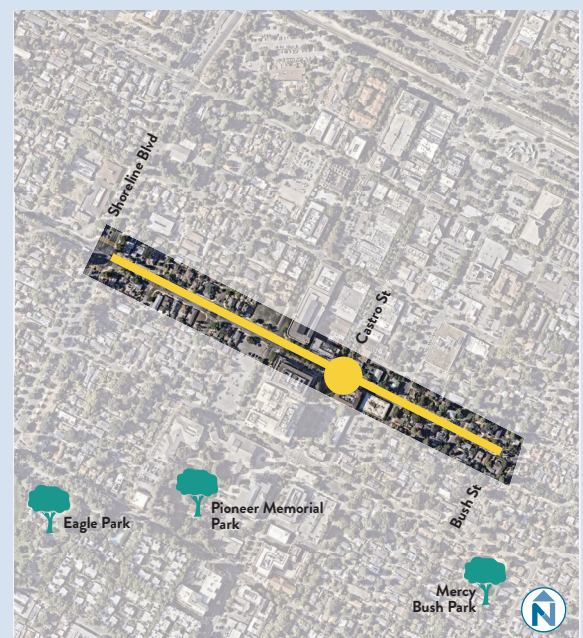 Shoreline Blvd
Castro St
Bush St
Eagle Park
Pioneer Memorial
Park
Mercy
Bush Park
N